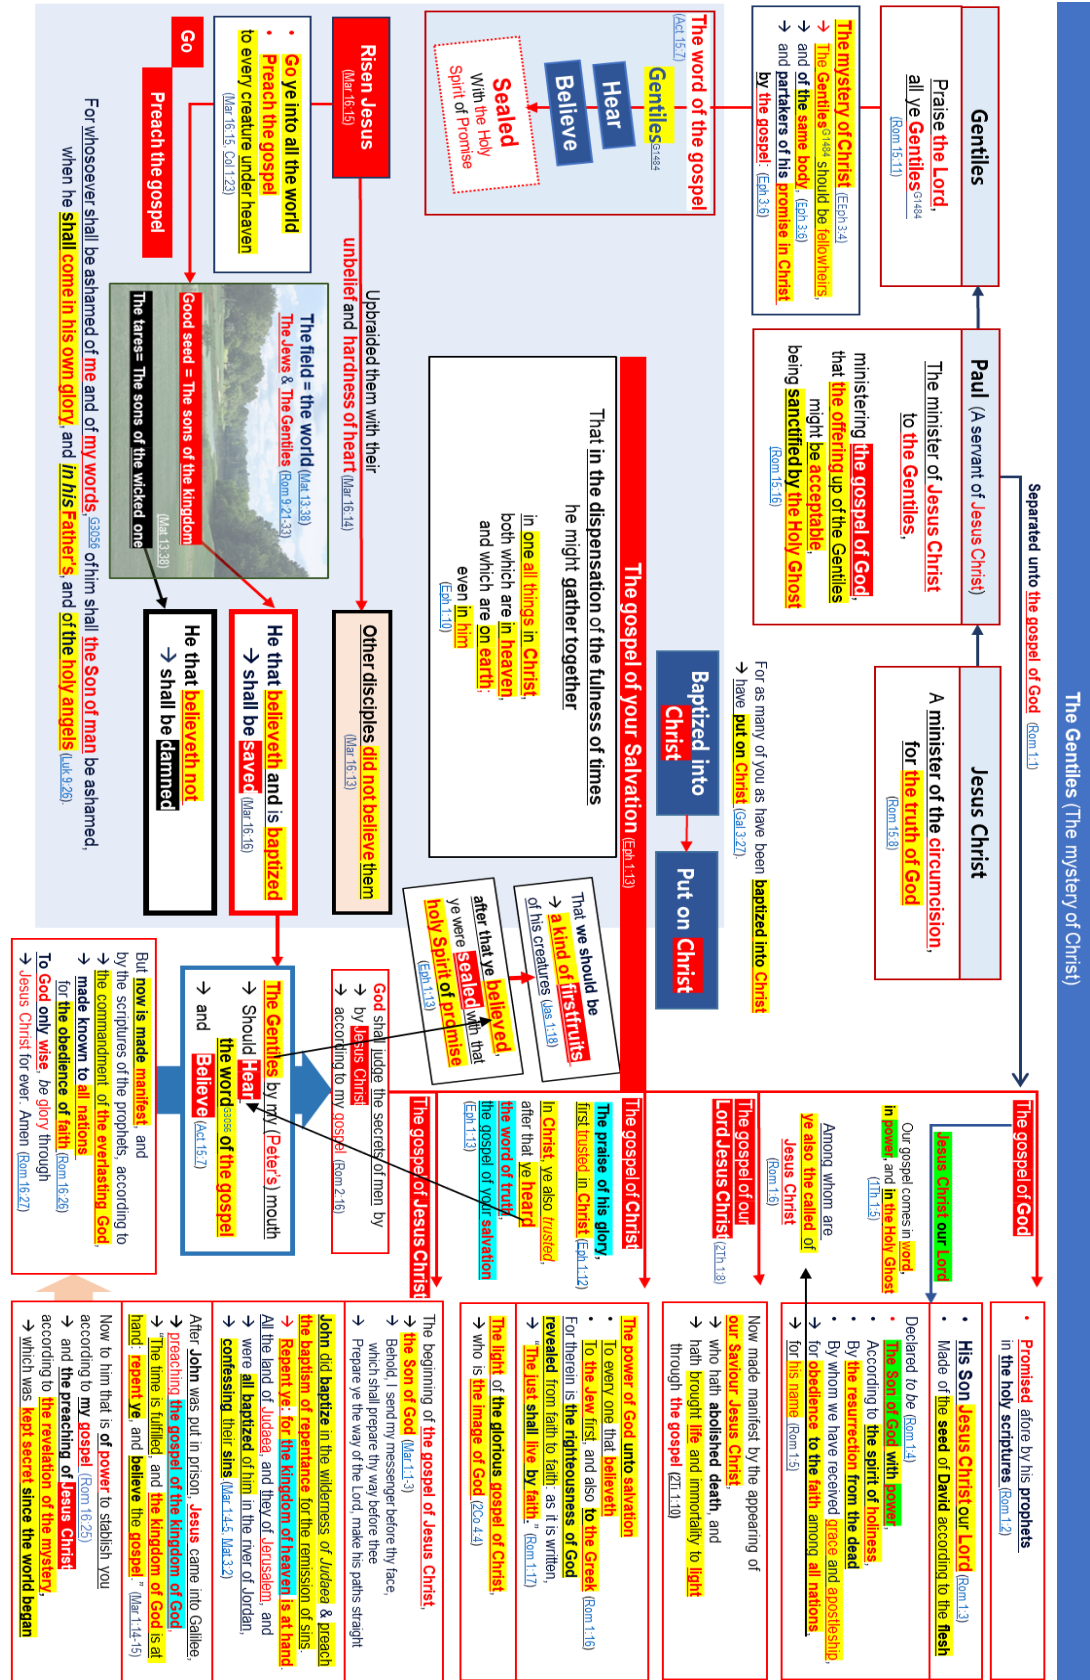 The Gentiles (The mystery of Christ)
Gentiles
Praise the Lord,
all ye Gentiles G1484
(Rom 15:11)
Paul (A servant of Jesus Christ)
The minister of Jesus Christ
to the Gentiles,
ministering the gospel of God,
that the offering up of the Gentiles
might be acceptable,
being sanctified by the Holy Ghost
(Rom 15:16)
Jesus Christ
A minister of the circumcision,
for the truth of God
(Rom 15:8)
Separated unto the gospel of God (Rom 1:1)
The mystery of Christ (EEph 3:4)
→ The Gentiles G1484 should be fellowheirs,
→ and of the same body, (Eph 3:6)
→ and partakers of his promise in Christ
by the gospel: (Eph 3:6)
The word of the gospel
(Act 15:7)
Gentiles G1484
Hear
Believe
Sealed
With the Holy
Spirit of Promise
For as many of you as have been baptized into Christ
→ have put on Christ (Gal 3:27).
Baptized into
Christ
Put on Christ
The gospel of your Salvation (Eph 1:13)
That in the dispensation of the fulness of times
he might gather together
in one all things in Christ,
both which are in heaven,
and which are on earth;
even in him
(Eph 1:10)
That we should be
→ a kind of firstfruits
of his creatures (Jas 1:18)
after that ye believed,
ye were sealed with that
holy Spirit of promise
(Eph 1:13)
Risen Jesus
(Mar 16:15)
Upbraided them with their
unbelief and hardness of heart (Mar 16:14)
Other disciples did not believe them
(Mar 16:13)
• Go ye into all the world
• Preach the gospel
to every creature under heaven
(Mar 16:15, Col 1:23)
Go
Preach the gospel
The field = the world (Mat 13:38)
The Jews & The Gentiles (Rom 9:21-33)
Good seed = The sons of the kingdom
The tares= The sons of the wicked one
(Mat 13:38)
He that believeth and is baptized
→ shall be saved (Mar 16:16)
He that believeth not
→ shall be damned
For whosoever shall be ashamed of me and of my words, G3056 of him shall the Son of man be ashamed,
when he shall come in his own glory, and in his Father's, and of the holy angels (Luk 9:26).
The gospel of God
Jesus Christ our Lord
Our gospel comes in word,
in power, and in the Holy Ghost
(1Th 1:5)
Among whom are
ye also the called of
Jesus Christ
(Rom 1:6)
The gospel of our
Lord Jesus Christ (2Th 1:8)
The gospel of Christ
The praise of his glory,
first trusted in Christ (Eph 1:12)
In Christ, ye also trusted,
after that ye heard
the word of truth,
the gospel of your salvation
(Eph 1:13)
The gospel of Jesus Christ
God shall judge the secrets of men by
→ by Jesus Christ
→ according to my gospel (Rom 2:16)
The Gentiles by my (Peter's) mouth
→ Should Hear
the word G3056 of the gospel
→ and Believe (Act 15:7)
But now is made manifest, and
by the scriptures of the prophets, according to
→ the commandment of the everlasting God,
→ made known to all nations
for the obedience of faith (Rom 16:26)
To God only wise, be glory through
→ Jesus Christ for ever. Amen (Rom 16:27)
• Promised afore by his prophets
in the holy scriptures (Rom 1:2)
• His Son Jesus Christ our Lord (Rom 1:3)
• Made of the seed of David according to the flesh
Declared to be (Rom 1:4)
• The Son of God with power,
• According to the spirit of holiness,
• By the resurrection from the dead
• By whom we have received grace and apostleship,
→ for obedience to the faith among all nations,
→ for his name (Rom 1:5)
Now made manifest by the appearing of
our Saviour Jesus Christ,
→ who hath abolished death, and
→ hath brought life and immortality to light
through the gospel (2Ti 1:10)
The power of God unto salvation
• To every one that believeth
• To the Jew first, and also to the Greek (Rom 1:16)
For therein is the righteousness of God
revealed from faith to faith: as it is written,
→ "The just shall live by faith." (Rom 1:17)
The light of the glorious gospel of Christ,
→ who is the image of God (2Co 4:4)
The beginning of the gospel of Jesus Christ,
→ the Son of God (Mar 1:1-3)
→ Behold, I send my messenger before thy face,
which shall prepare thy way before thee
→ Prepare ye the way of the Lord, make his paths straight
John did baptize in the wilderness of Judaea & preach
the baptism of repentance for the remission of sins.
→ Repent ye: for the kingdom of heaven is at hand.
All the land of Judaea, and they of Jerusalem, and
→ were all baptized of him in the river of Jordan,
→ confessing their sins (Mar 1:4-5, Mat 3:2)
After John was put in prison, Jesus came into Galilee,
→ preaching the gospel of the kingdom of God,
→ "The time is fulfilled, and the kingdom of God is at
hand: repent ye, and believe the gospel." (Mar 1:14-15)
Now to him that is of power to stablish you
according to my gospel (Rom 16:25)
→ and the preaching of Jesus Christ
according to the revelation of the mystery,
→ which was kept secret since the world began